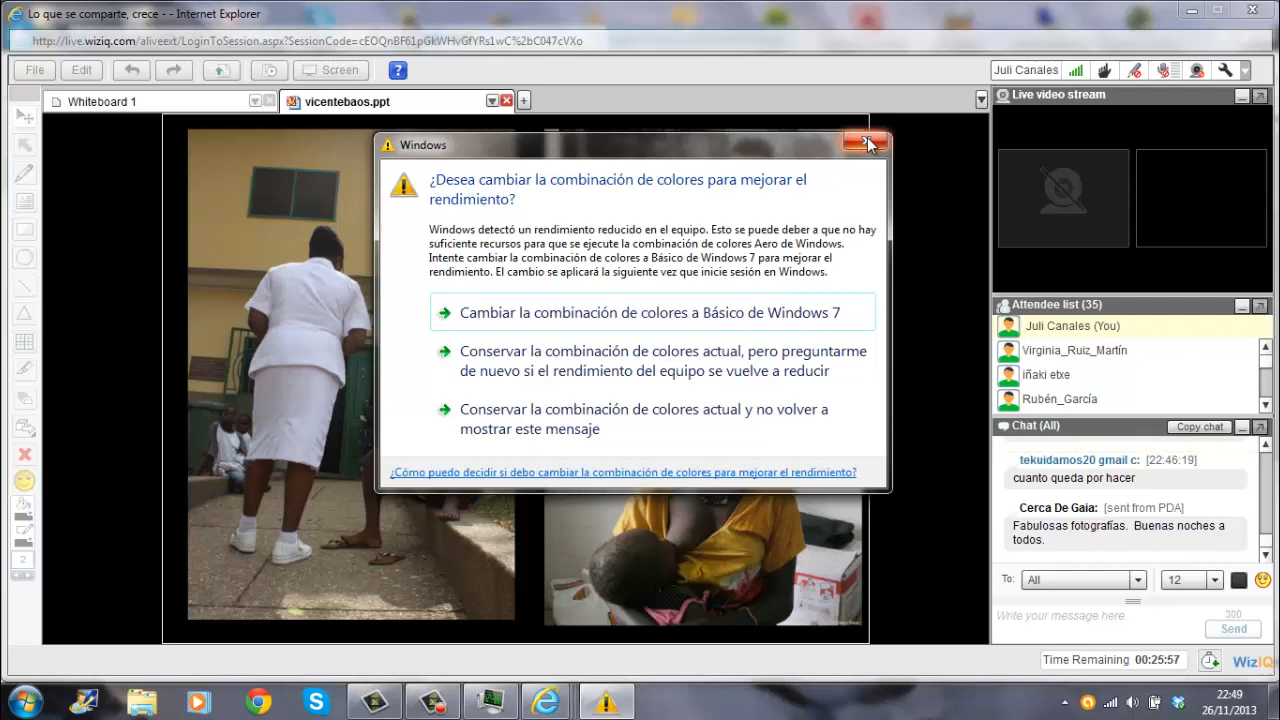 Lo que se comparte, crece - - Internet Explorer
http://live.wiziq.com/aliveext/LoginToSession.aspx?SessionCode=cEOQnBF61pGkWHvGfYRs1wC%2bC047cVXo
File Edit Screen ? Juli Canales
Whiteboard 1 vicentebaos.ppt +
Live video stream
Windows
¿Desea cambiar la combinación de colores para mejorar el
rendimiento?
Windows detectó un rendimiento reducido en el equipo. Esto se puede deber a que no hay
suficiente recursos para que se ejecute la combinación de colores Aero de Windows.
Intente cambiar la combinación de colores a Básico de Windows 7 para mejorar el
rendimiento. El cambio se aplicará la siguiente vez que inicie sesión en Windows.
Cambiar la combinación de colores a Básico de Windows 7
Conservar la combinación de colores actual, pero preguntarme
de nuevo si el rendimiento del equipo se vuelve a reducir
Conservar la combinación de colores actual y no volver a
mostrar este mensaje
¿Cómo puedo decidir si debo cambiar la combinación de colores para mejorar el rendimiento?
Attendee list (35)
Juli Canales (You)
Virginia_Ruiz_Martín
iñaki etxe
Rubén_García
Chat (All) Copy chat
tekuidamos20 gmail c: [22:46:19]
cuanto queda por hacer
Cerca De Gaia: [sent from PDA]
Fabulosas fotografías. Buenas noches a
todos.
To: All 12
Write your message here. 300
Send
2
Time Remaining 00:25:57 WizIQ
22:49
26/11/2013